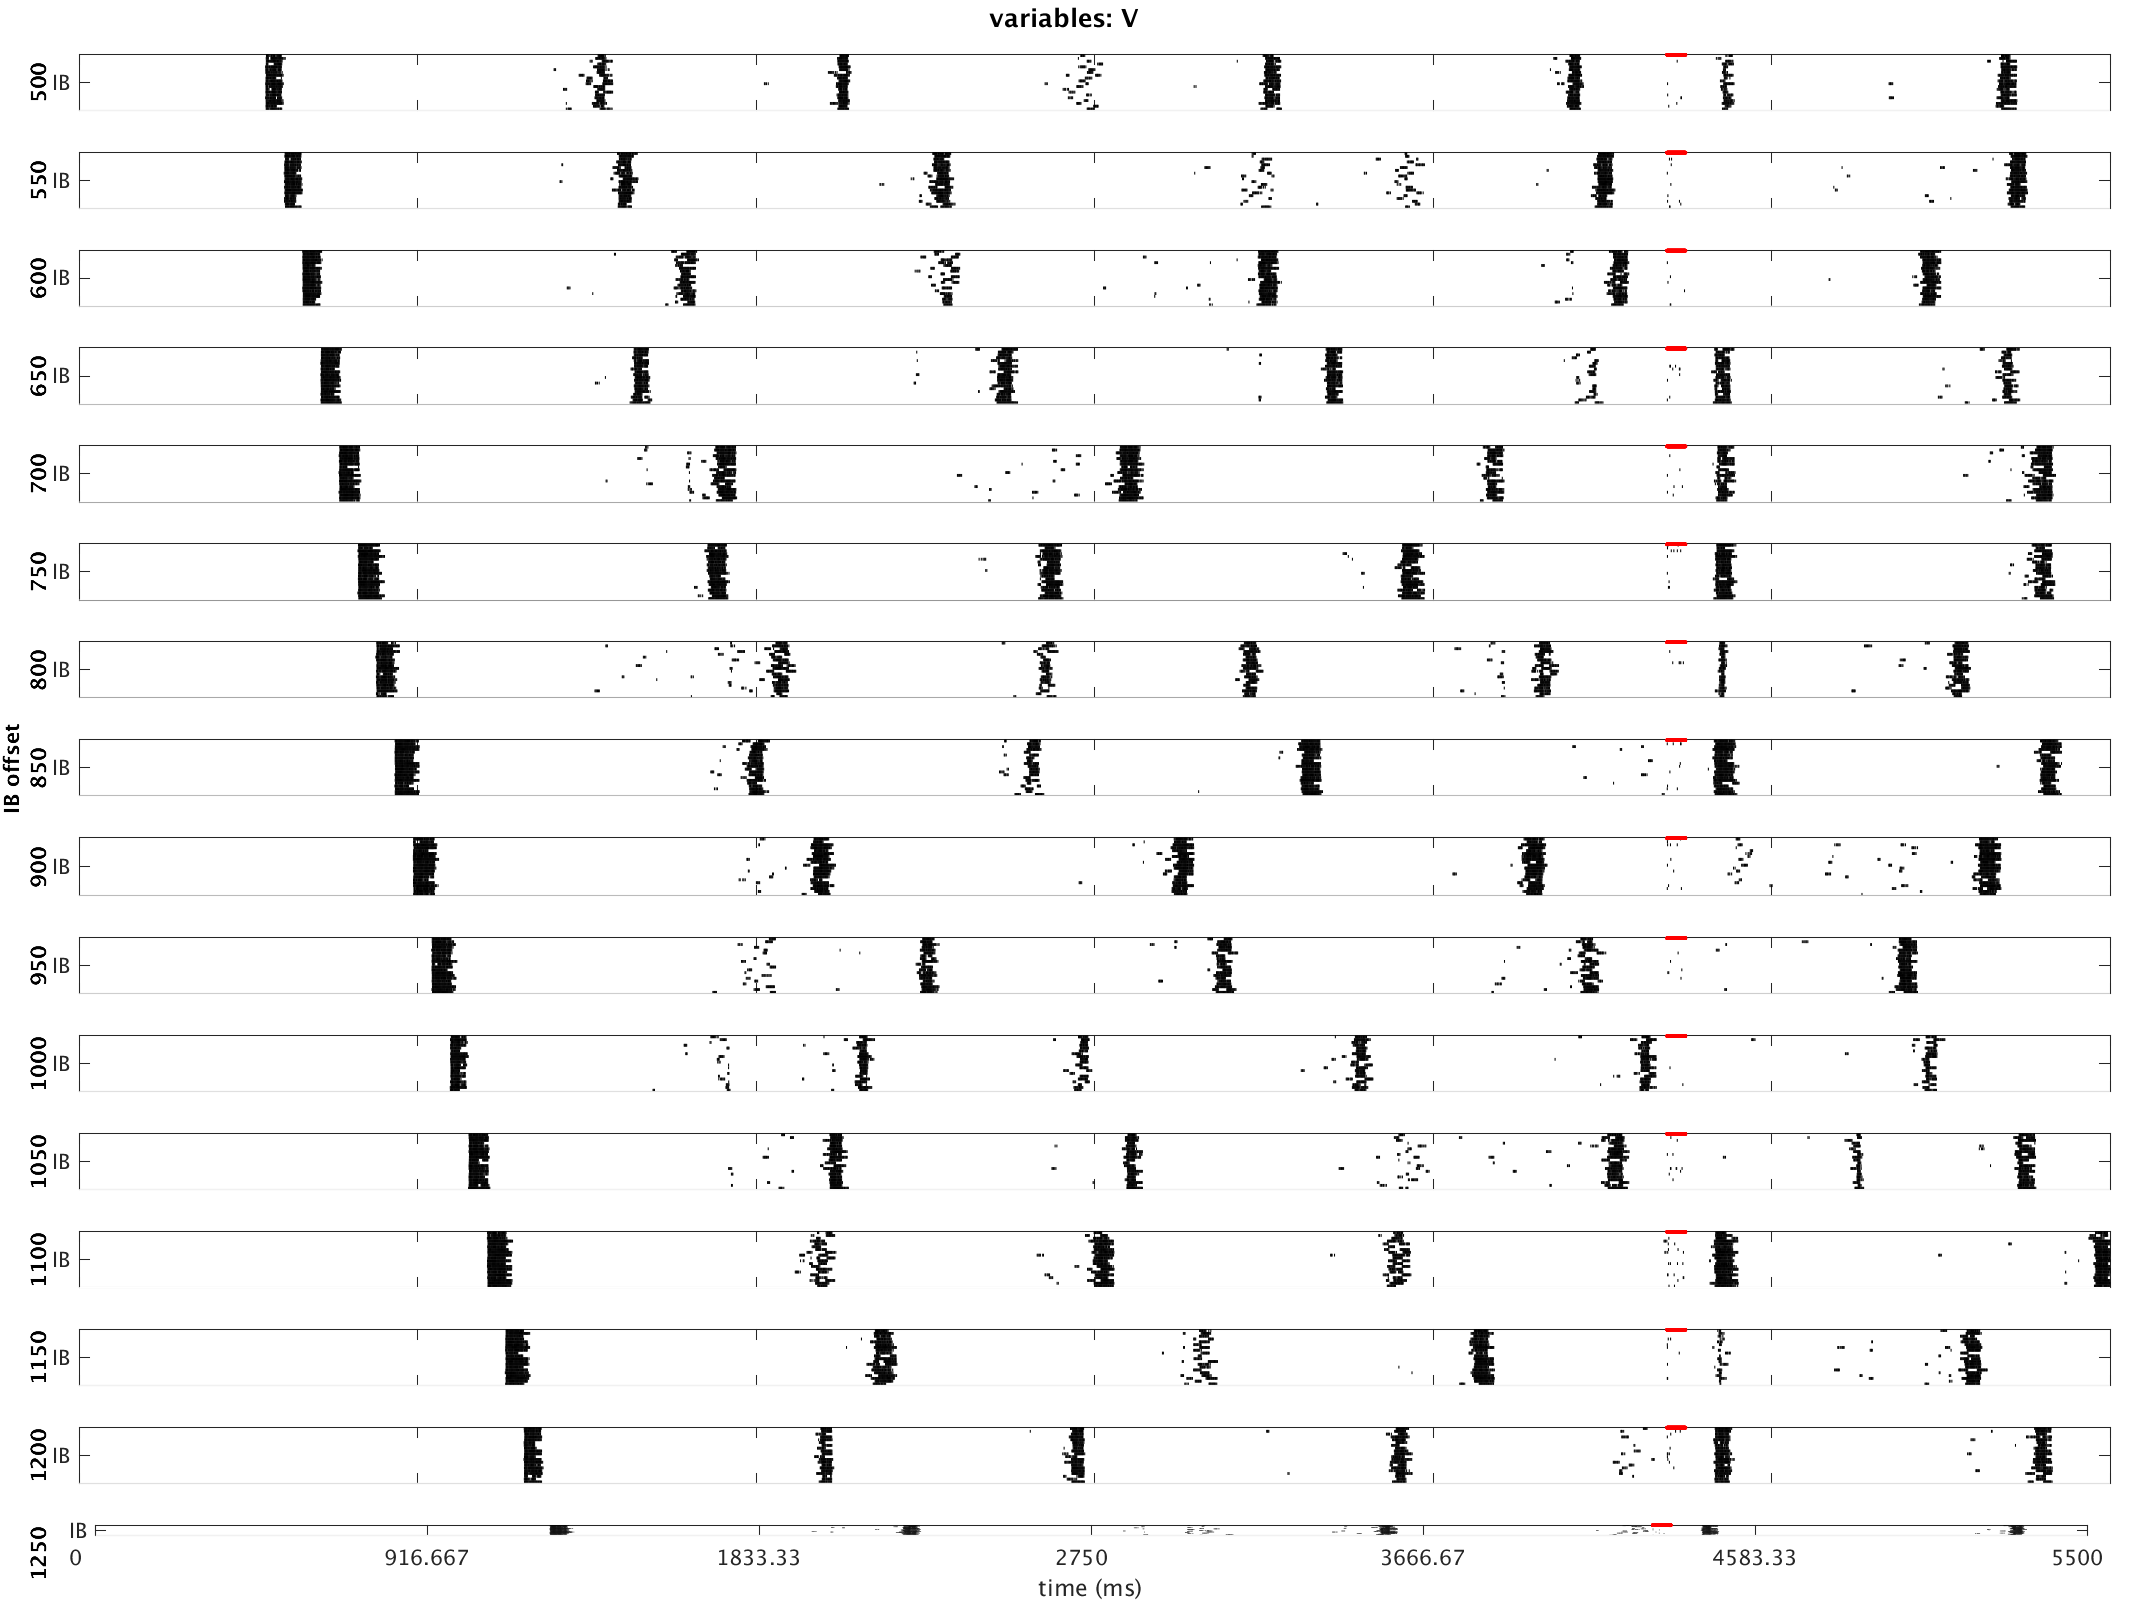 variables: V
500 IB
550 IB
600 IB
650 IB
700 IB
750 IB
800 IB
IB offset
850 IB
900 IB
950 IB
1000 IB
1050 IB
1100 IB
1150 IB
1200 IB
1250 IB
0 916.667 1833.33 2750 3666.67 4583.33 5500
time (ms)